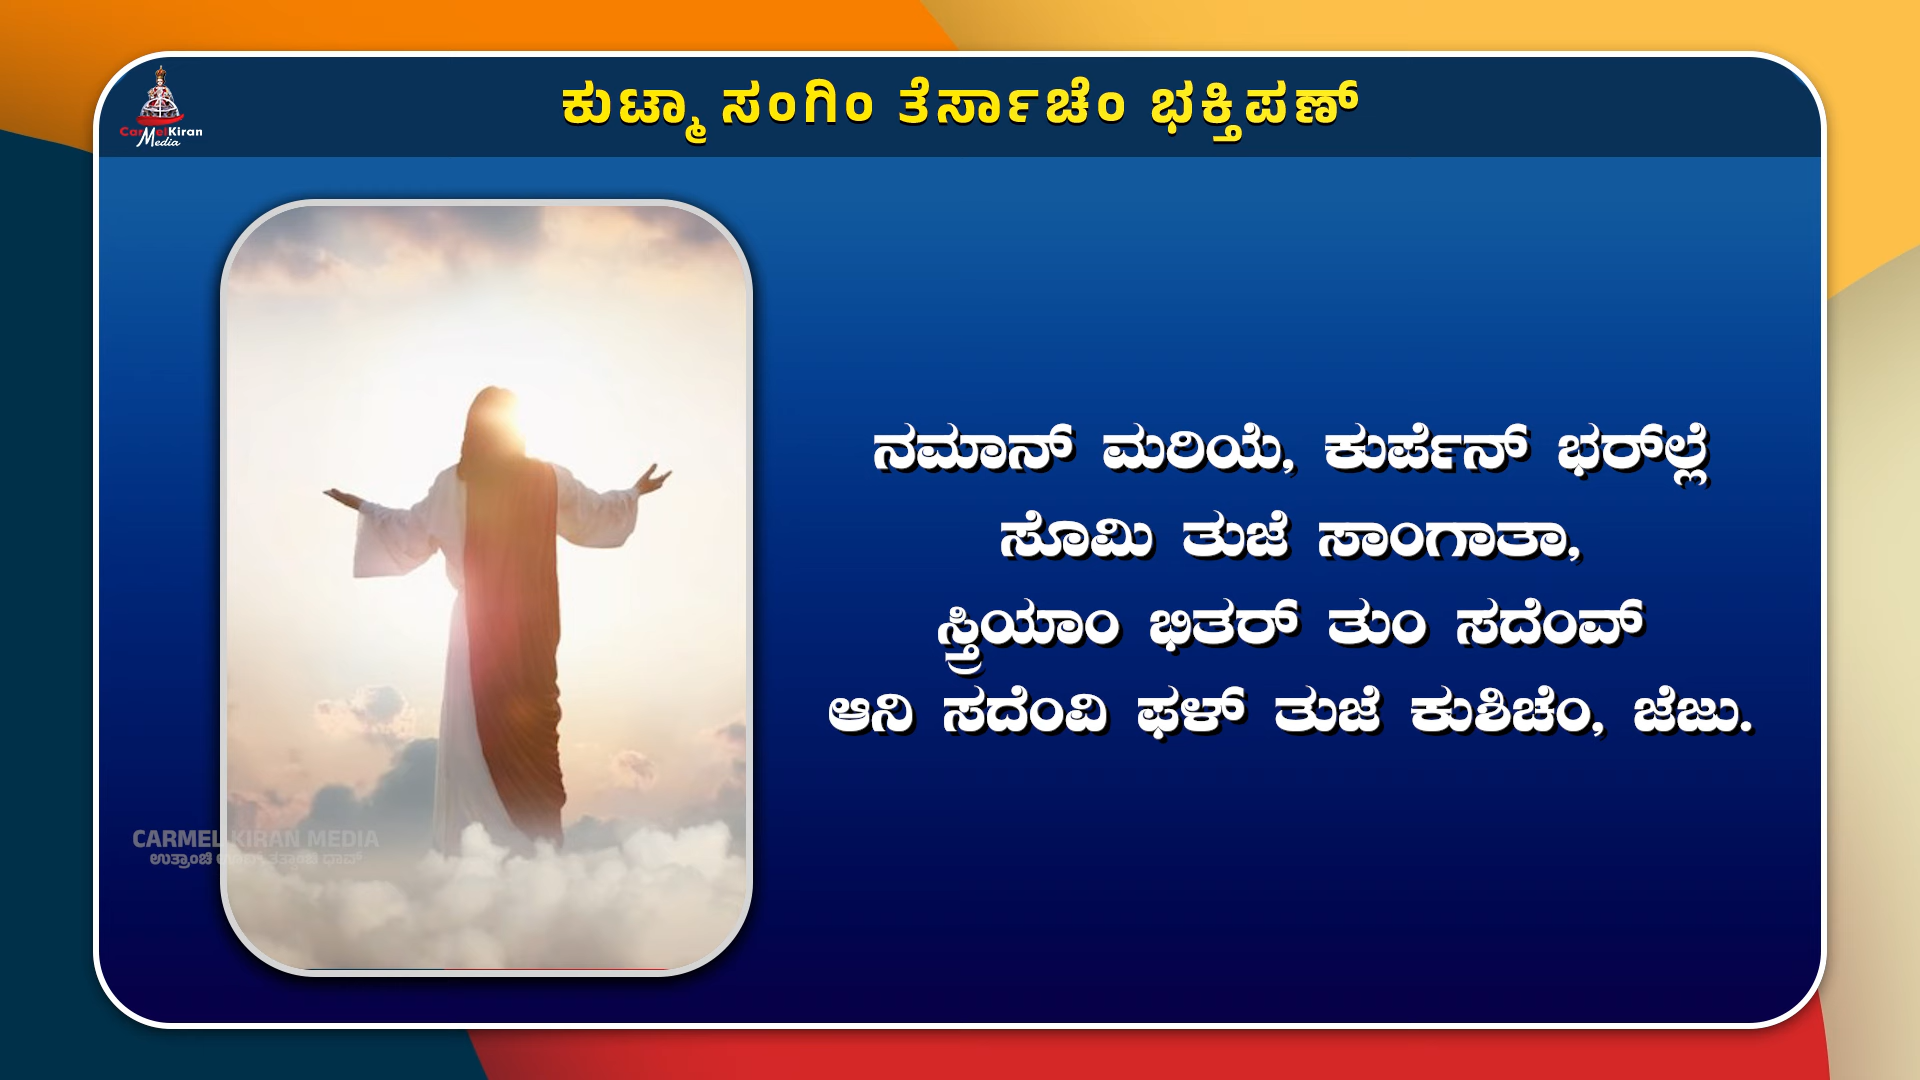 ಕುಟ್ಮಾ ಸಂಗಿಂ ತೆರ್ಸಾಚೆಂ ಭಕ್ತಿಪಣ್
CarmelKiran
Media
ನಮಾನ್ ಮರಿಯೆ, ಕುರ್ಪೆನ್ ಭರ್‌ಲ್ಲೆ
ಸೊಮಿ ತುಜೆ ಸಾಂಗಾತಾ,
ಸ್ತ್ರಿಯಾಂ ಭಿತರ್ ತುಂ ಸದೆಂವ್
ಆನಿ ಸದೆಂವಿ ಫಳ್ ತುಜೆ ಕುಶಿಚೆಂ, ಜೆಜು.
CARMEL KIRAN MEDIA